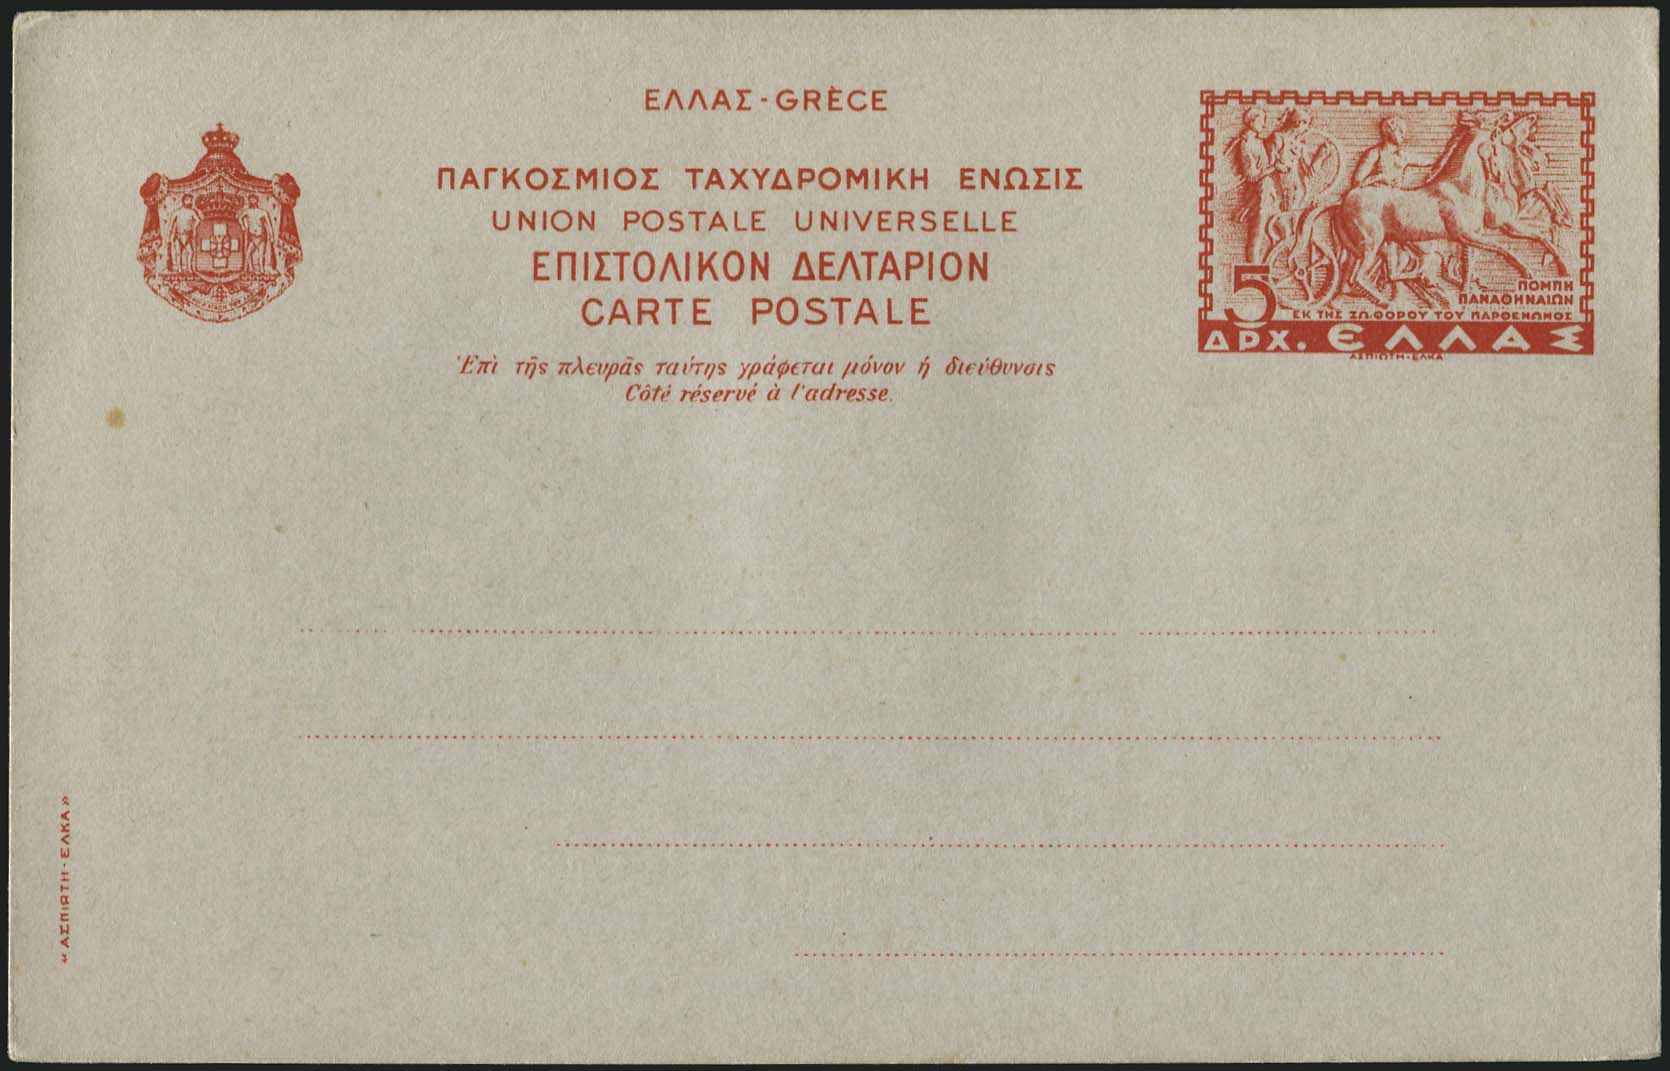 ΕΛΛΑΣ - GRÈCE
ΠΑΓΚΟΣΜΙΟΣ ΤΑΧΥΔΡΟΜΙΚΗ ΕΝΩΣΙΣ
UNION POSTALE UNIVERSELLE
ΕΠΙΣΤΟΛΙΚΟΝ ΔΕΛΤΑΡΙΟΝ
CARTE POSTALE
Ἐπὶ τῆς πλευρᾶς ταύτης γράφεται μόνον ἡ διεύθυνσις
Côté réservé à l'adresse.
ΠΟΜΠΗ
ΠΑΝΑΘΗΝΑΙΩΝ
5
ΕΚ ΤΗΣ ΖΩΦΟΡΟΥ ΤΟΥ ΠΑΡΘΕΝΩΝΟΣ
ΔΡΧ. ΕΛΛΑΣ
ΑΣΠΙΩΤΗ-ΕΛΚΑ
«ΑΣΠΙΩΤΗ-ΕΛΚΑ»